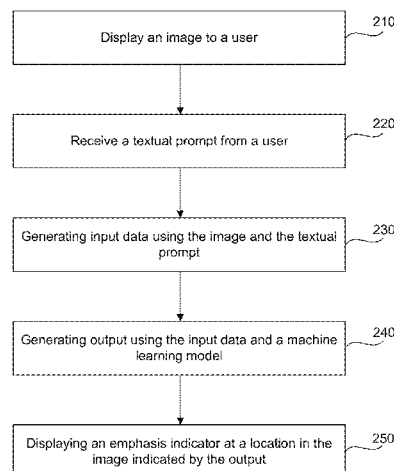 Display an image to a user
210
Receive a textual prompt from a user
220
Generating input data using the image and the textual
prompt
230
Generating output using the input data and a machine
learning model
240
Displaying an emphasis indicator at a location in the
image indicated by the output
250